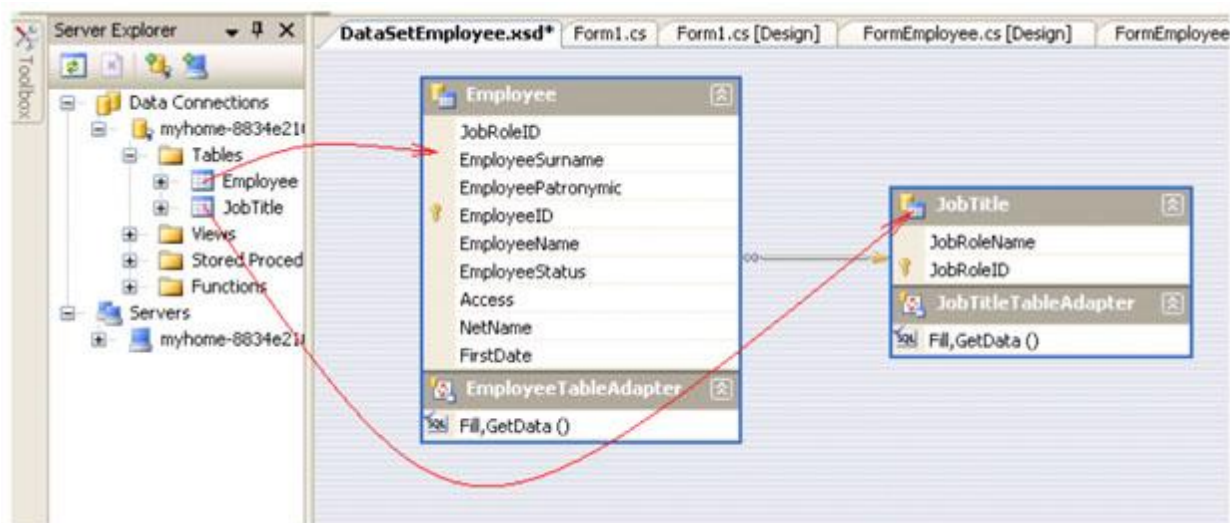 Toolbox
Server Explorer
Data Connections
myhome-8834e21
Tables
Employee
JobTitle
Views
Stored Proced
Functions
Servers
myhome-8834e21
DataSetEmployee.xsd* Form1.cs Form1.cs [Design] FormEmployee.cs [Design] FormEmployee
Employee
JobRoleID
EmployeeSurname
EmployeePatronymic
EmployeeID
EmployeeName
EmployeeStatus
Access
NetName
FirstDate
EmployeeTableAdapter
SQL Fill,GetData ()
JobTitle
JobRoleName
JobRoleID
JobTitleTableAdapter
SQL Fill,GetData ()